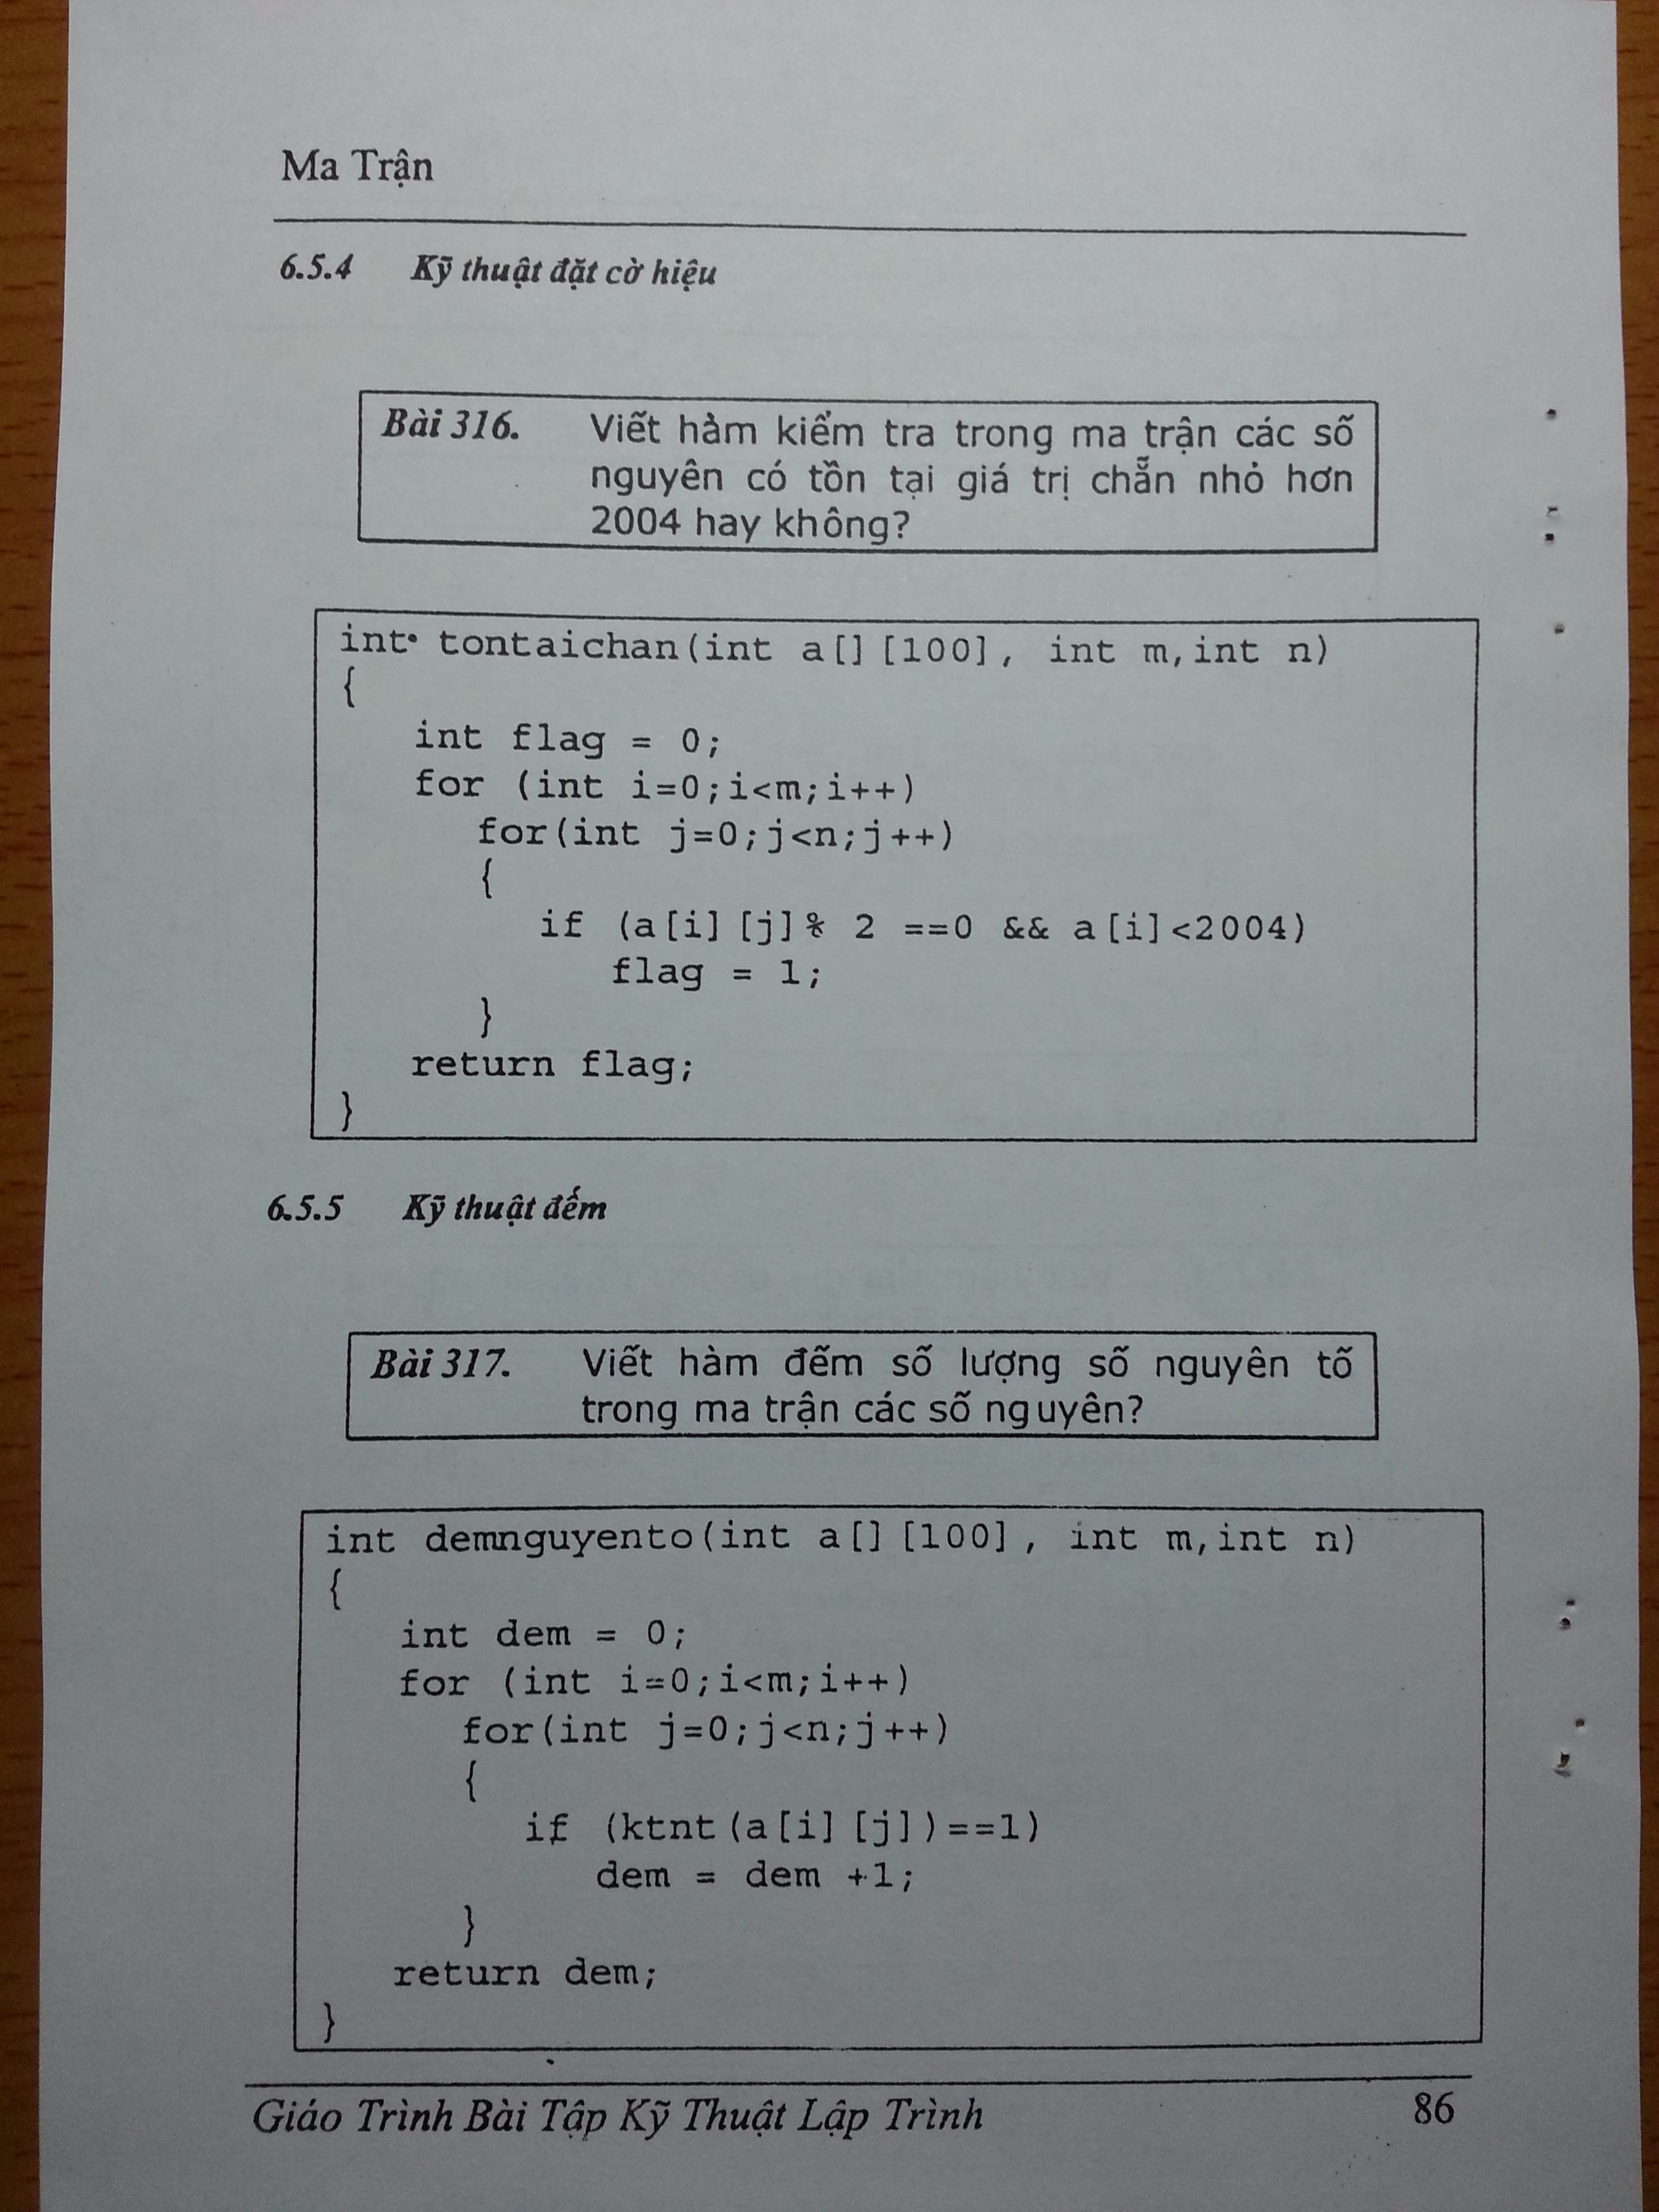 Ma Trận
6.5.4 Kỹ thuật đặt cờ hiệu
Bài 316. Viết hàm kiểm tra trong ma trận các số
nguyên có tồn tại giá trị chẵn nhỏ hơn
2004 hay không?
int tontaichan(int a[][100], int m,int n)
{
int flag = 0;
for (int i=0;i<m;i++)
for(int j=0;j<n;j++)
{
if (a[i][j]% 2 ==0 && a[i]<2004)
flag = 1;
}
return flag;
}
6.5.5 Kỹ thuật đếm
Bài 317. Viết hàm đếm số lượng số nguyên tố
trong ma trận các số nguyên?
int demnguyento(int a[][100], int m,int n)
{
int dem = 0;
for (int i=0;i<m;i++)
for(int j=0;j<n;j++)
{
if (ktnt(a[i][j])==1)
dem = dem +1;
}
return dem;
}
Giáo Trình Bài Tập Kỹ Thuật Lập Trình 86